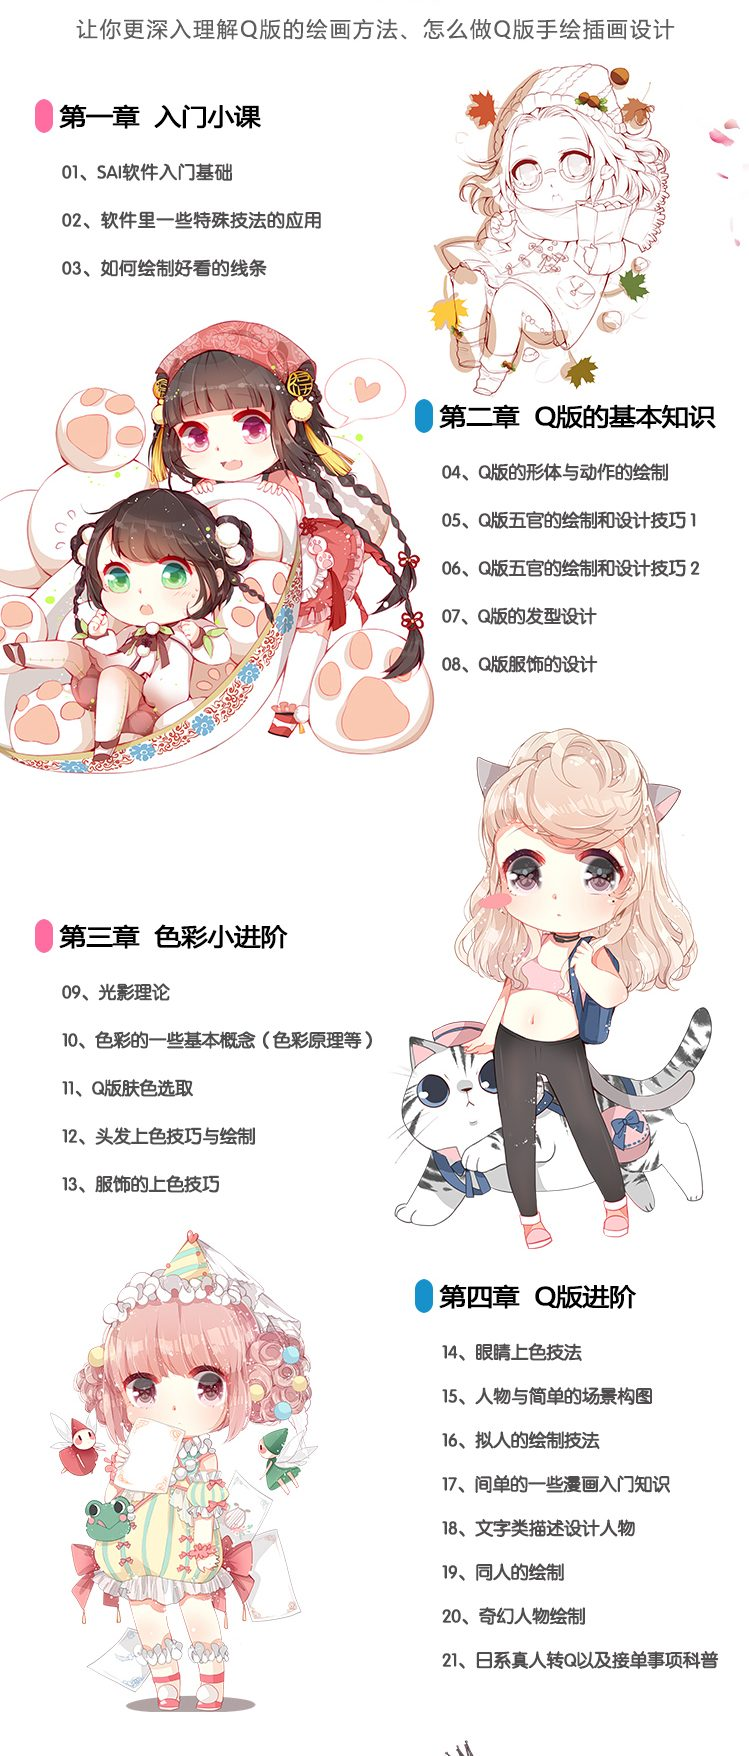 让你更深入理解Q版的绘画方法、怎么做Q版手绘插画设计
第一章 入门小课
01、SAI软件入门基础
02、软件里一些特殊技法的应用
03、如何绘制好看的线条
第二章 Q版的基本知识
04、Q版的形体与动作的绘制
05、Q版五官的绘制和设计技巧1
06、Q版五官的绘制和设计技巧2
07、Q版的发型设计
08、Q版服饰的设计
第三章 色彩小进阶
09、光影理论
10、色彩的一些基本概念（色彩原理等）
11、Q版肤色选取
12、头发上色技巧与绘制
13、服饰的上色技巧
第四章 Q版进阶
14、眼睛上色技法
15、人物与简单的场景构图
16、拟人的绘制技法
17、间单的一些漫画入门知识
18、文字类描述设计人物
19、同人的绘制
20、奇幻人物绘制
21、日系真人转Q以及接单事项科普